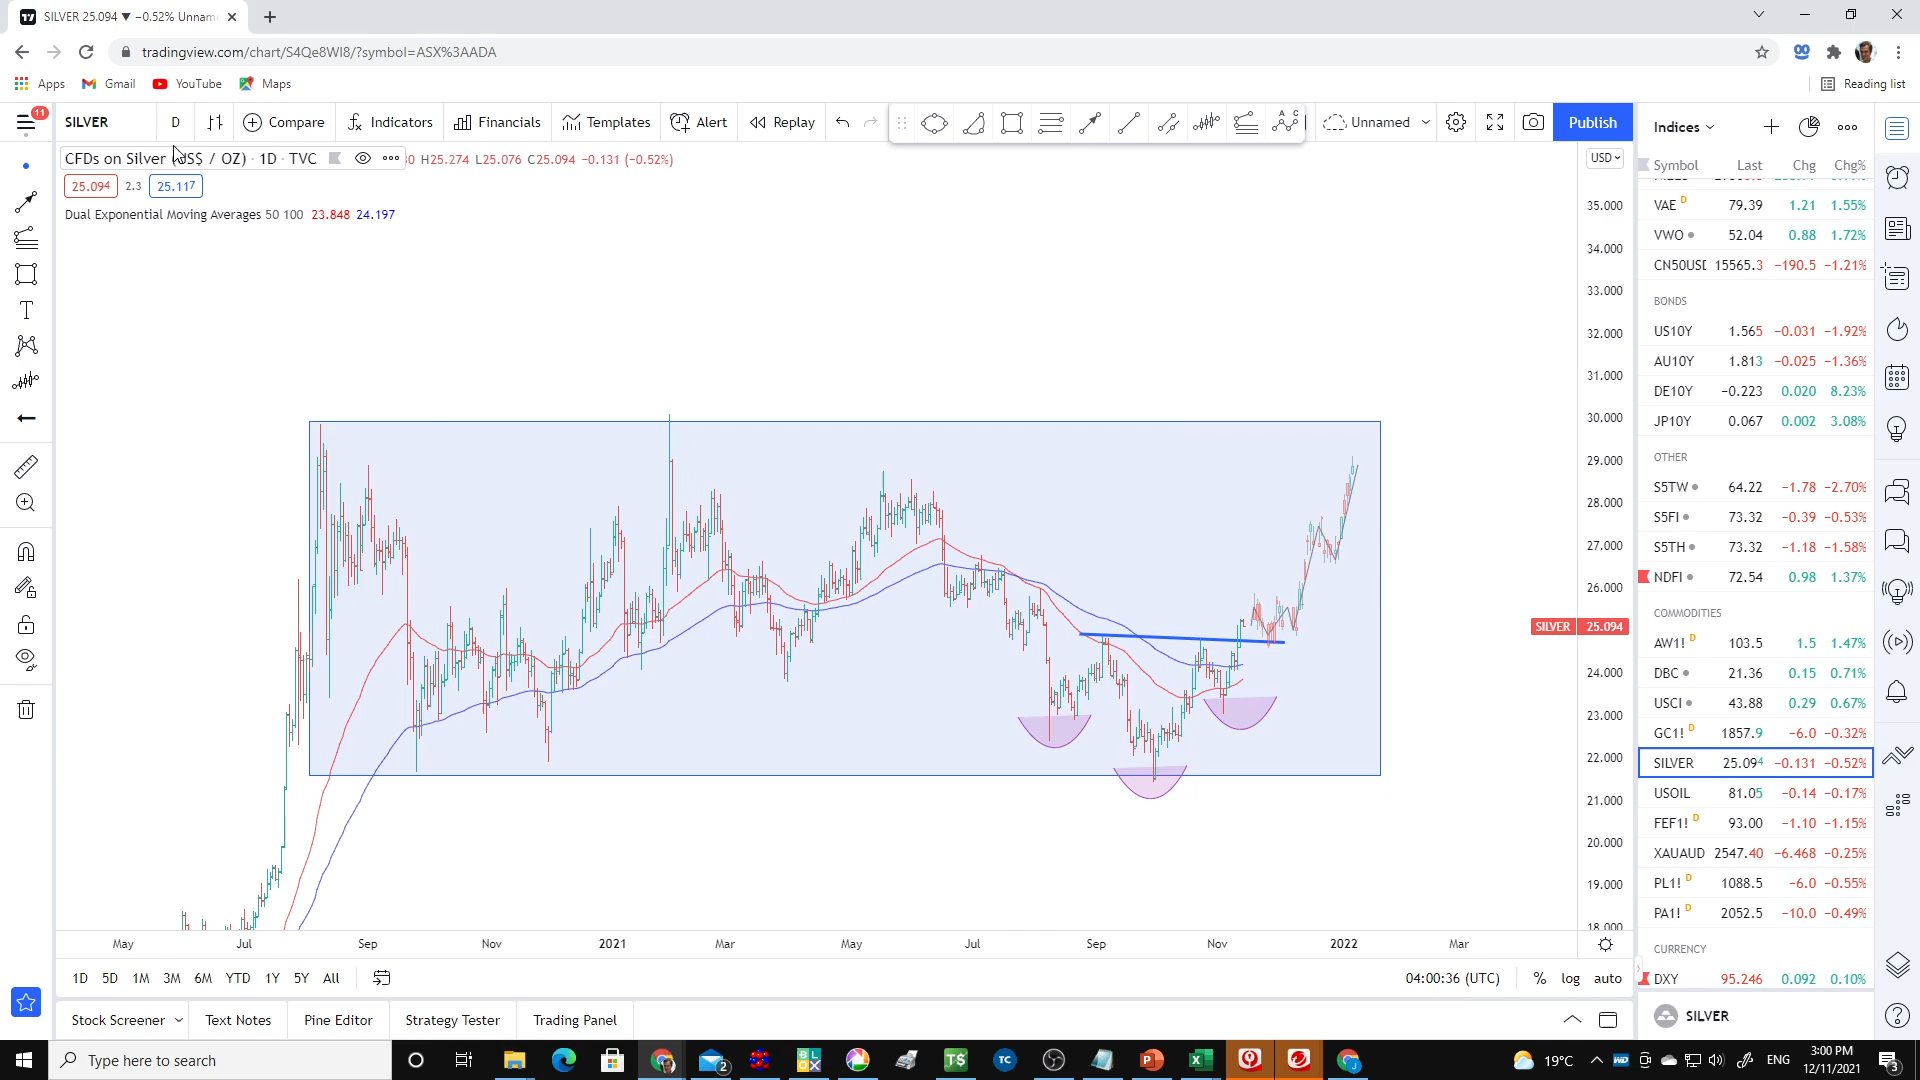 SILVER 25.094 ▼ −0.52% Unnam
tradingview.com/chart/S4Qe8WI8/?symbol=ASX%3AADA
Apps Gmail YouTube Maps Reading list
11
SILVER D Compare Indicators Financials Templates Alert Replay Unnamed Publish
CFDs on Silver (US$ / OZ) · 1D · TVC 30 H25.274 L25.076 C25.094 −0.131 (−0.52%)
25.094 2.3 25.117
Dual Exponential Moving Averages 50 100 23.848 24.197
USD
35.000
34.000
33.000
32.000
31.000
30.000
29.000
28.000
27.000
26.000
SILVER 25.094
24.000
23.000
22.000
21.000
20.000
19.000
18.000
May Jul Sep Nov 2021 Mar May Jul Sep Nov 2022 Mar
1D 5D 1M 3M 6M YTD 1Y 5Y All 04:00:36 (UTC) % log auto
Stock Screener Text Notes Pine Editor Strategy Tester Trading Panel
Indices
Symbol Last Chg Chg%
VAE D 79.39 1.21 1.55%
VWO 52.04 0.88 1.72%
CN50USI 15565.3 −190.5 −1.21%
BONDS
US10Y 1.565 −0.031 −1.92%
AU10Y 1.813 −0.025 −1.36%
DE10Y −0.223 0.020 8.23%
JP10Y 0.067 0.002 3.08%
OTHER
S5TW 64.22 −1.78 −2.70%
S5FI 73.32 −0.39 −0.53%
S5TH 73.32 −1.18 −1.58%
NDFI 72.54 0.98 1.37%
COMMODITIES
AW1! D 103.5 1.5 1.47%
DBC 21.36 0.15 0.71%
USCI 43.88 0.29 0.67%
GC1! D 1857.9 −6.0 −0.32%
SILVER 25.094 −0.131 −0.52%
USOIL 81.05 −0.14 −0.17%
FEF1! D 93.00 −1.10 −1.15%
XAUAUD 2547.40 −6.468 −0.25%
PL1! D 1088.5 −6.0 −0.55%
PA1! D 2052.5 −10.0 −0.49%
CURRENCY
DXY 95.246 0.092 0.10%
SILVER
Type here to search
19°C ENG 3:00 PM
12/11/2021